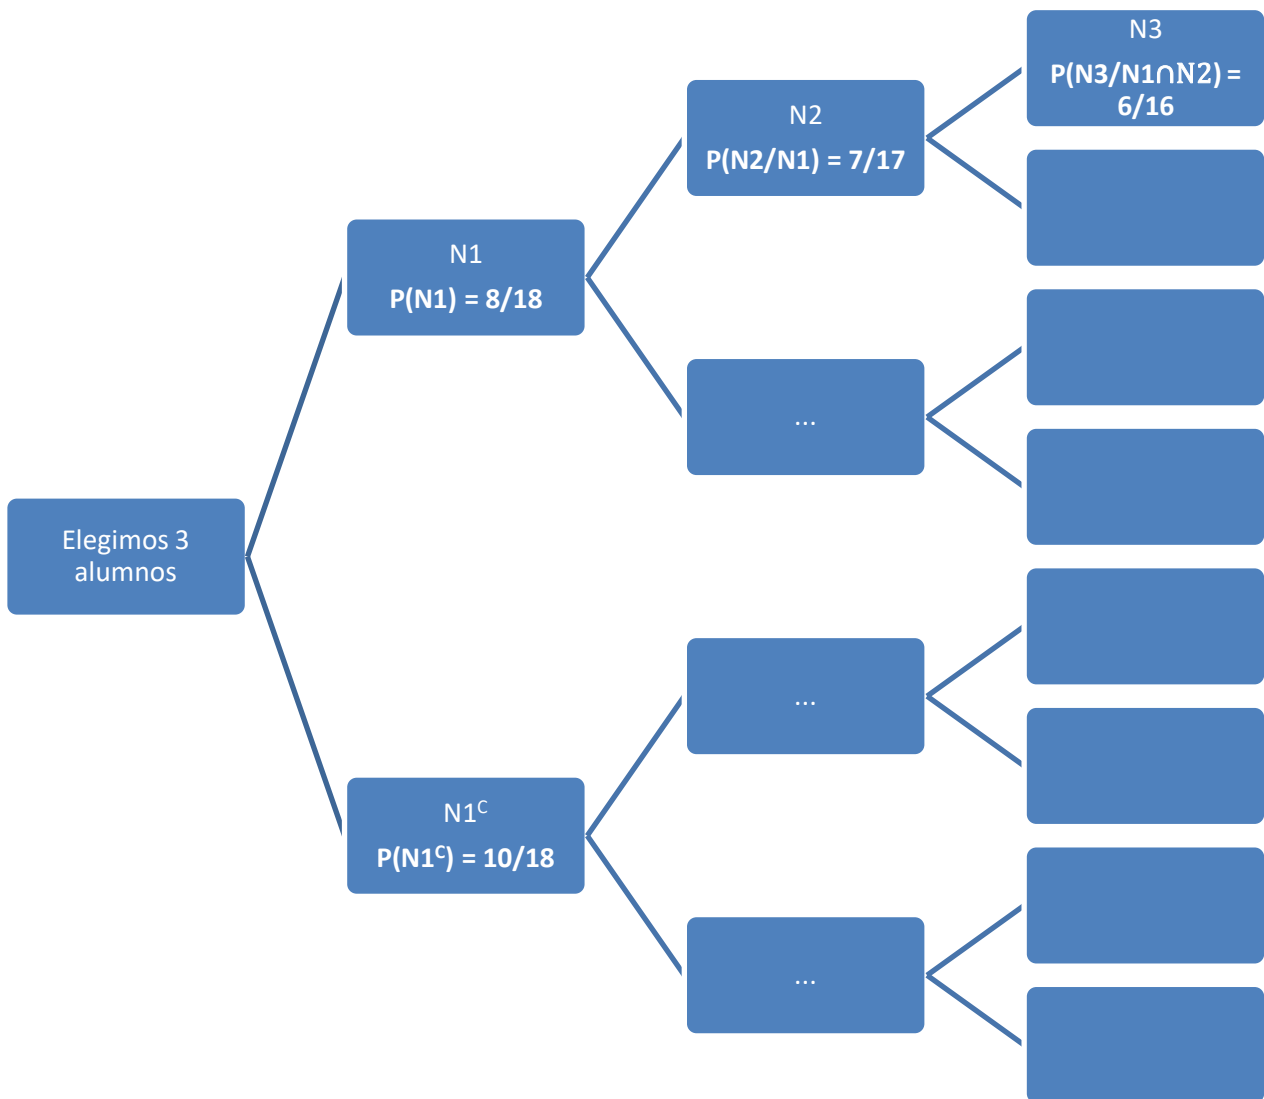 N3
P(N3/N1∩N2) =
6/16
N2
P(N2/N1) = 7/17
N1
P(N1) = 8/18
...
Elegimos 3
alumnos
...
N1ᶜ
P(N1ᶜ) = 10/18
...